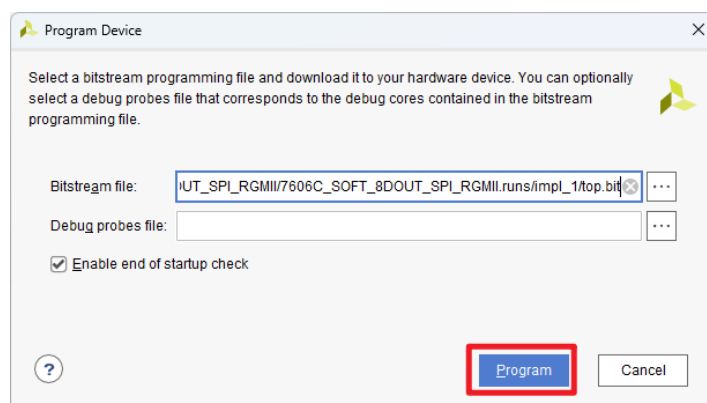 Program Device
Select a bitstream programming file and download it to your hardware device. You can optionally
select a debug probes file that corresponds to the debug cores contained in the bitstream
programming file.
Bitstream file: UT_SPI_RGMII/7606C_SOFT_8DOUT_SPI_RGMII.runs/impl_1/top.bit ...
Debug probes file: ...
Enable end of startup check
? Program Cancel